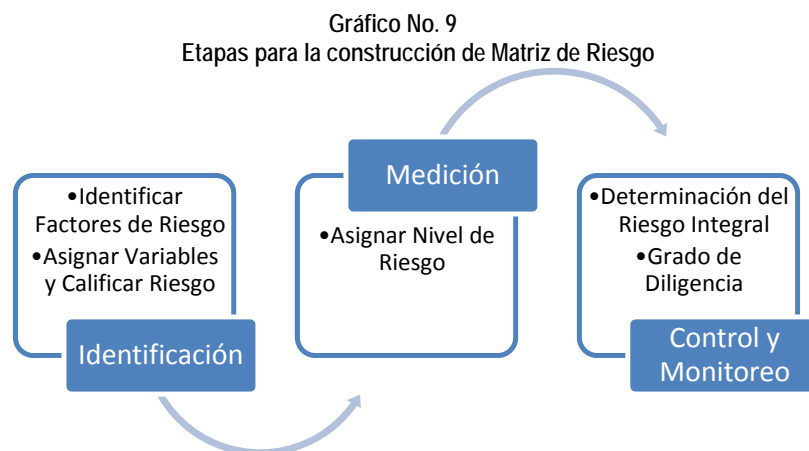 Gráfico No. 9
Etapas para la construcción de Matriz de Riesgo
•Identificar
Factores de Riesgo
•Asignar Variables
y Calificar Riesgo
Identificación
Medición
•Asignar Nivel de
Riesgo
•Determinación del
Riesgo Integral
•Grado de
Diligencia
Control y
Monitoreo